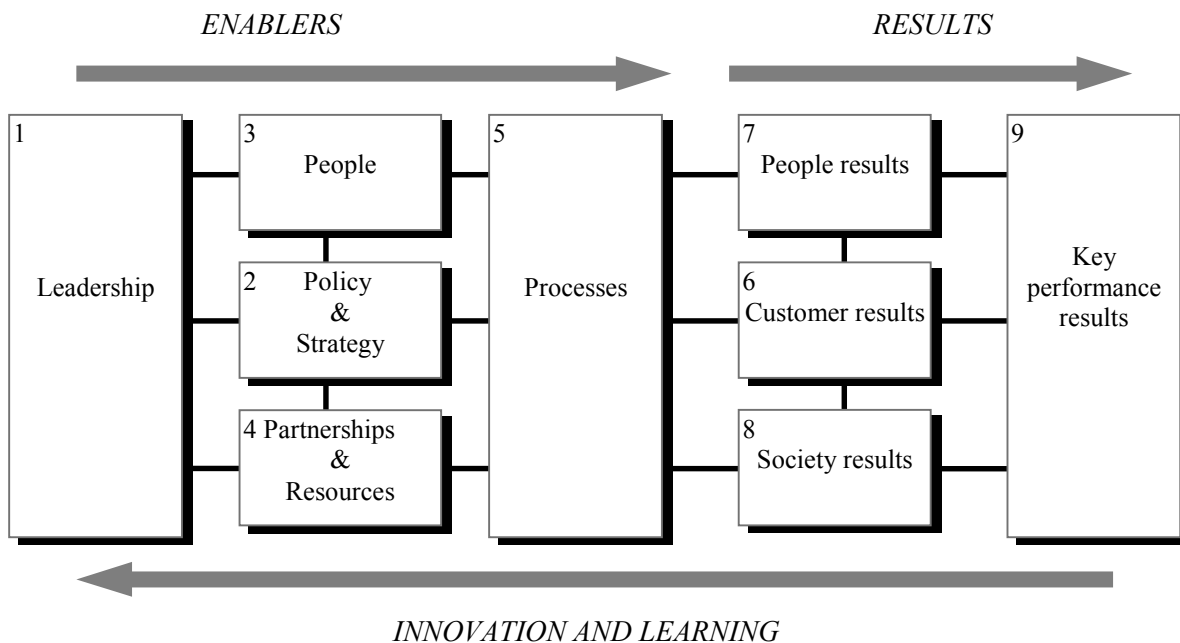 ENABLERS
RESULTS
1
Leadership
3
People
2
Policy
&
Strategy
4 Partnerships
&
Resources
5
Processes
7
People results
6
Customer results
8
Society results
9
Key
performance
results
INNOVATION AND LEARNING